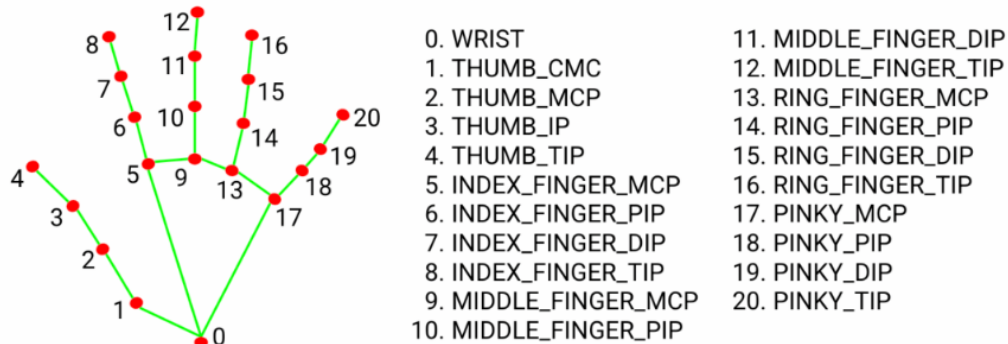 12
8
16
11
7
15
10
6
14
20
19
4
5
9
13
18
3
17
2
1
0
0. WRIST
1. THUMB_CMC
2. THUMB_MCP
3. THUMB_IP
4. THUMB_TIP
5. INDEX_FINGER_MCP
6. INDEX_FINGER_PIP
7. INDEX_FINGER_DIP
8. INDEX_FINGER_TIP
9. MIDDLE_FINGER_MCP
10. MIDDLE_FINGER_PIP
11. MIDDLE_FINGER_DIP
12. MIDDLE_FINGER_TIP
13. RING_FINGER_MCP
14. RING_FINGER_PIP
15. RING_FINGER_DIP
16. RING_FINGER_TIP
17. PINKY_MCP
18. PINKY_PIP
19. PINKY_DIP
20. PINKY_TIP